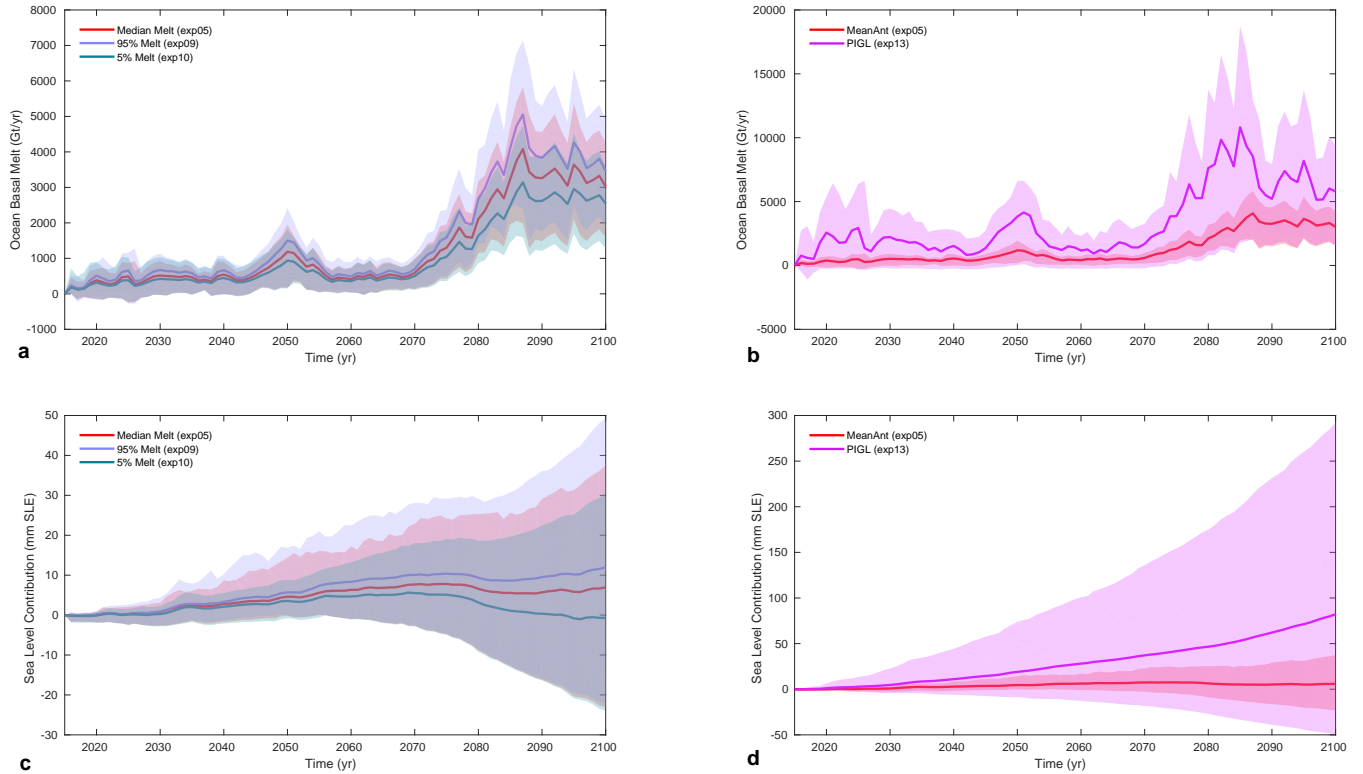 8000
7000
6000
5000
4000
3000
2000
1000
0
-1000
Ocean Basal Melt (Gt/yr)
Median Melt (exp05)
95% Melt (exp09)
5% Melt (exp10)
2020 2030 2040 2050 2060 2070 2080 2090 2100
Time (yr)
a
20000
15000
10000
5000
0
-5000
Ocean Basal Melt (Gt/yr)
MeanAnt (exp05)
PIGL (exp13)
2020 2030 2040 2050 2060 2070 2080 2090 2100
Time (yr)
b
50
40
30
20
10
0
-10
-20
-30
Sea Level Contribution (mm SLE)
Median Melt (exp05)
95% Melt (exp09)
5% Melt (exp10)
2020 2030 2040 2050 2060 2070 2080 2090 2100
Time (yr)
c
300
250
200
150
100
50
0
-50
Sea Level Contribution (mm SLE)
MeanAnt (exp05)
PIGL (exp13)
2020 2030 2040 2050 2060 2070 2080 2090 2100
Time (yr)
d